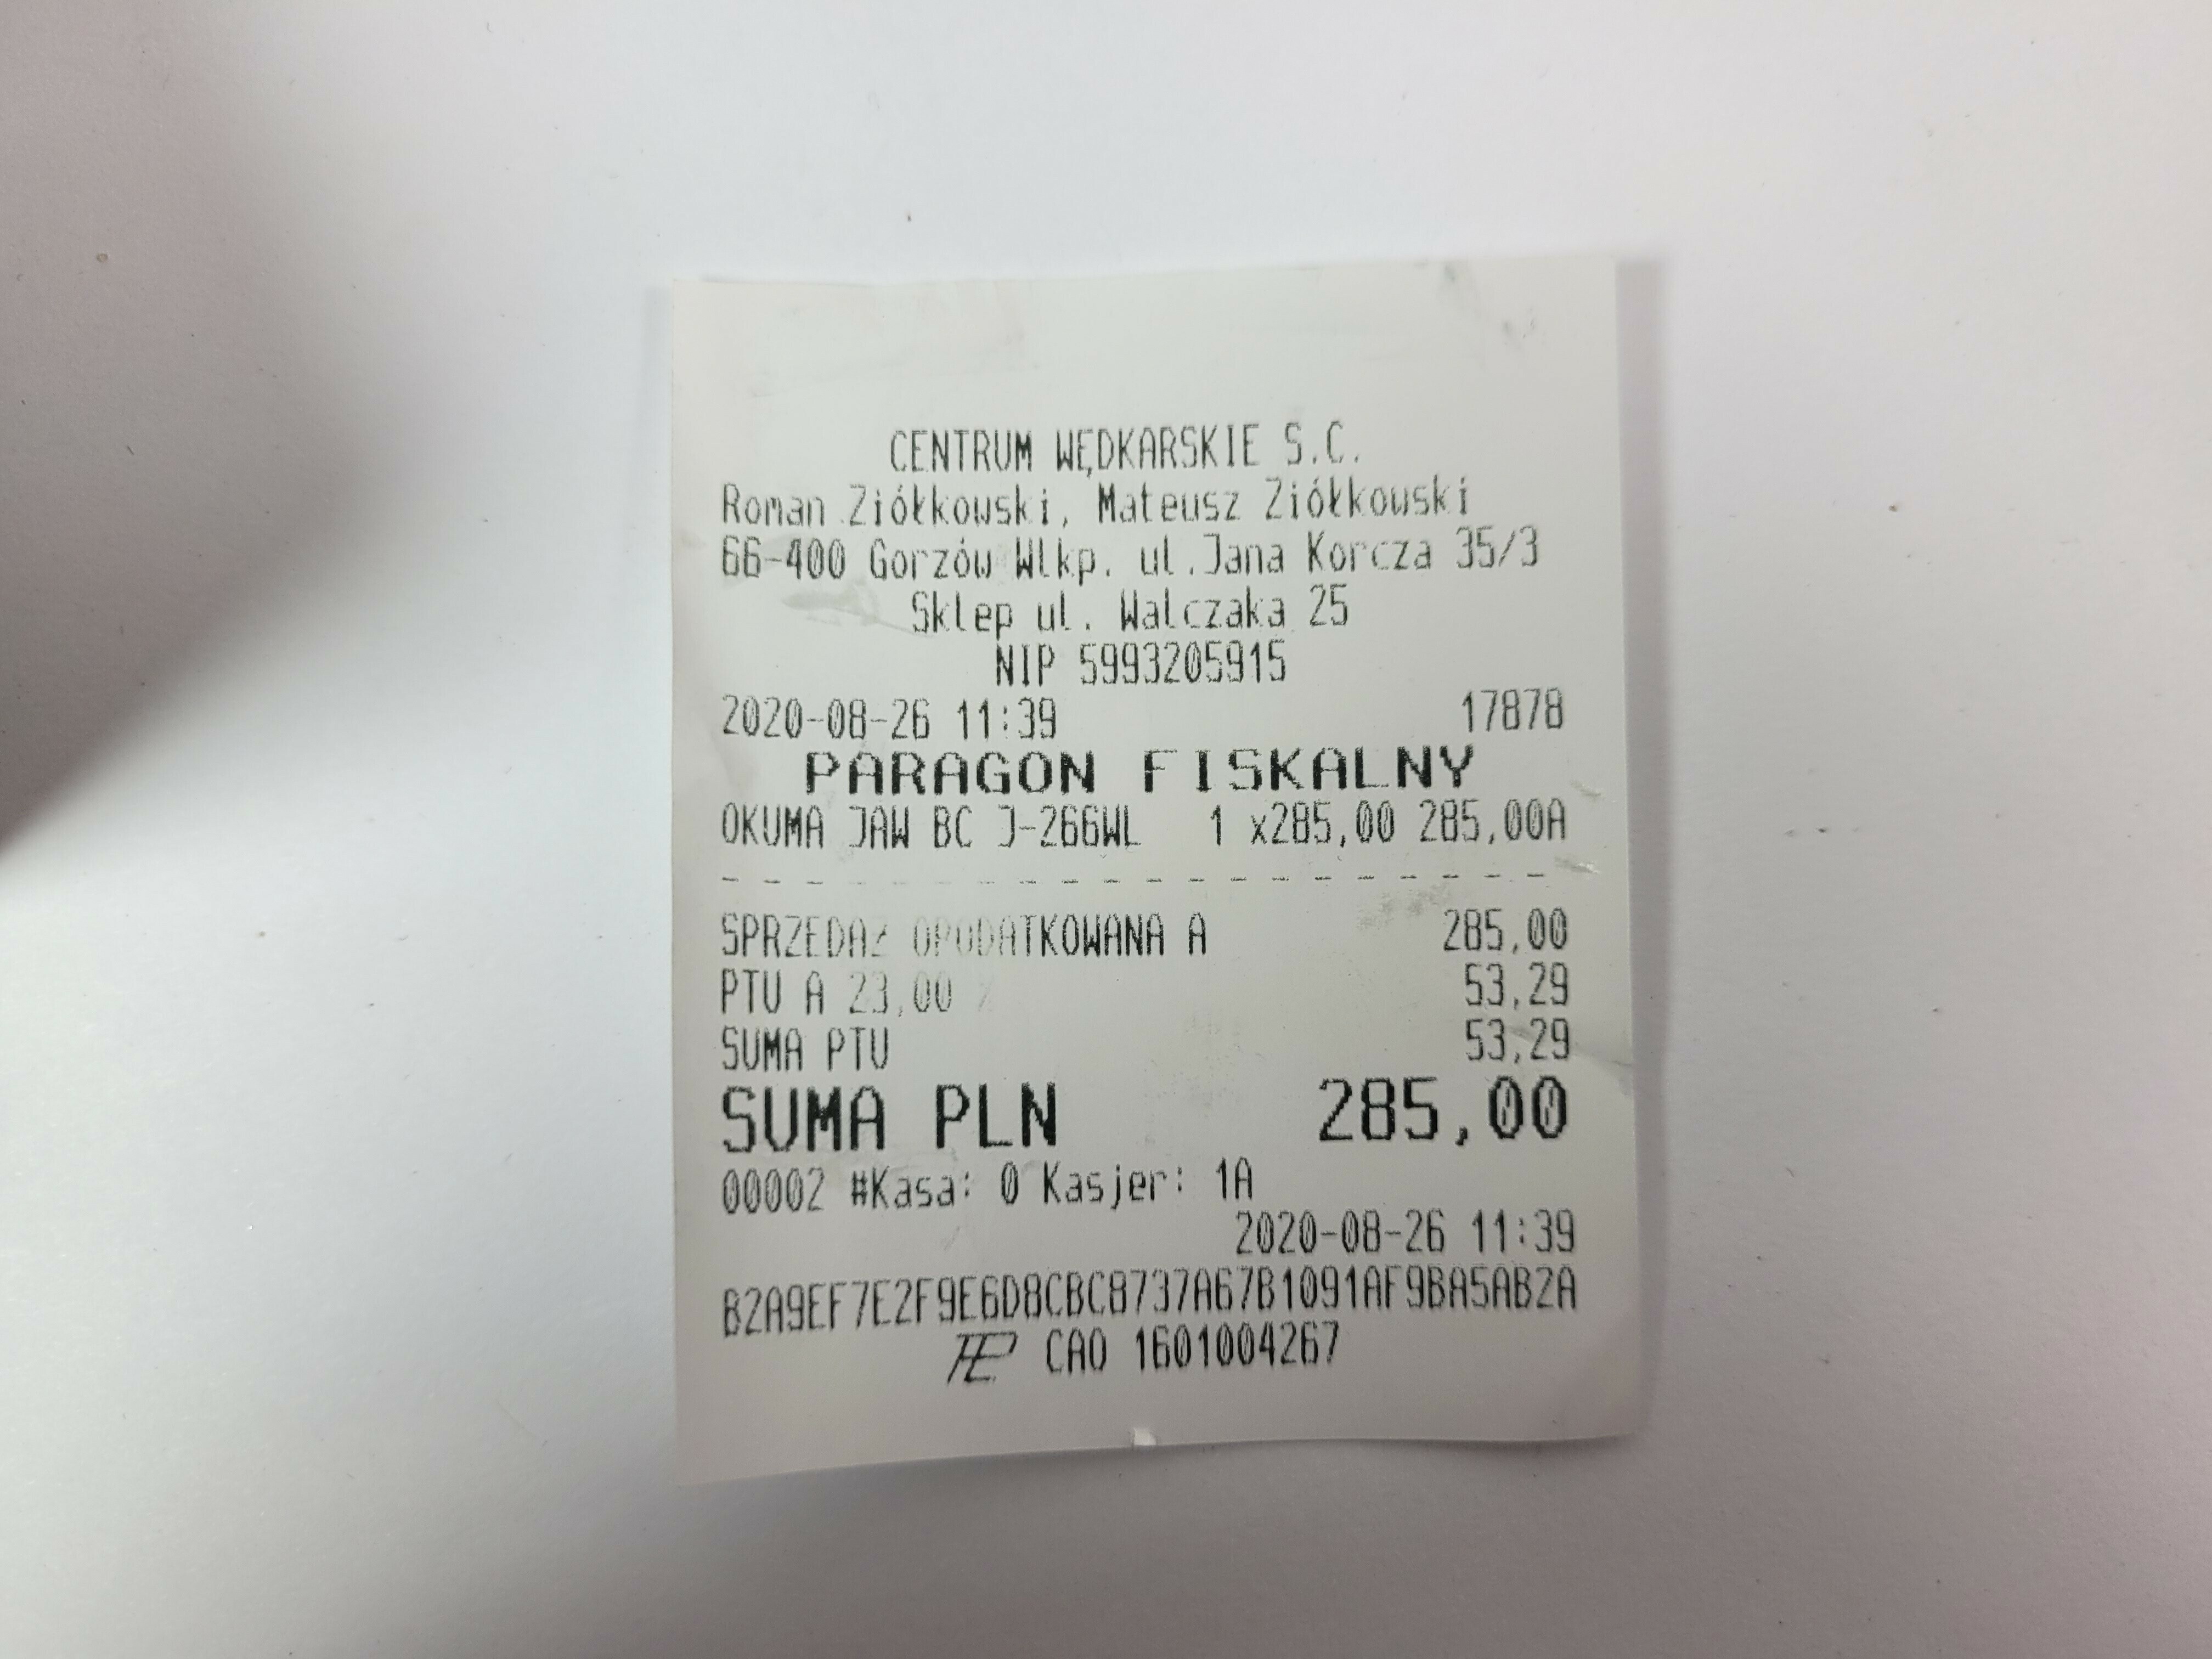 CENTRUM WĘDKARSKIE S.C.
Roman Ziółkowski, Mateusz Ziółkowski
66-400 Gorzów Wlkp. ul.Jana Korcza 35/3
Sklep ul. Walczaka 25
NIP 5993205915
2020-08-26 11:39 17878
PARAGON FISKALNY
OKUMA JAW BC J-266WL 1 x285,00 285,00A
SPRZEDAŻ OPODATKOWANA A 285,00
PTU A 23,00 % 53,29
SUMA PTU 53,29
SUMA PLN 285,00
00002 #Kasa: 0 Kasjer: 1A
2020-08-26 11:39
B2A9EF7E2F9E6D8CBC8737A67B1091AF9BA5AB2A
CAO 1601004267